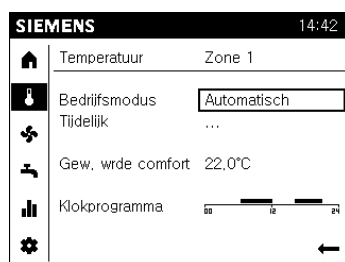 SIEMENS 14:42
Temperatuur Zone 1
Bedrijfsmodus Automatisch
Tijdelijk ...
Gew. wrde comfort 22,0°C
Klokprogramma
00 12 24